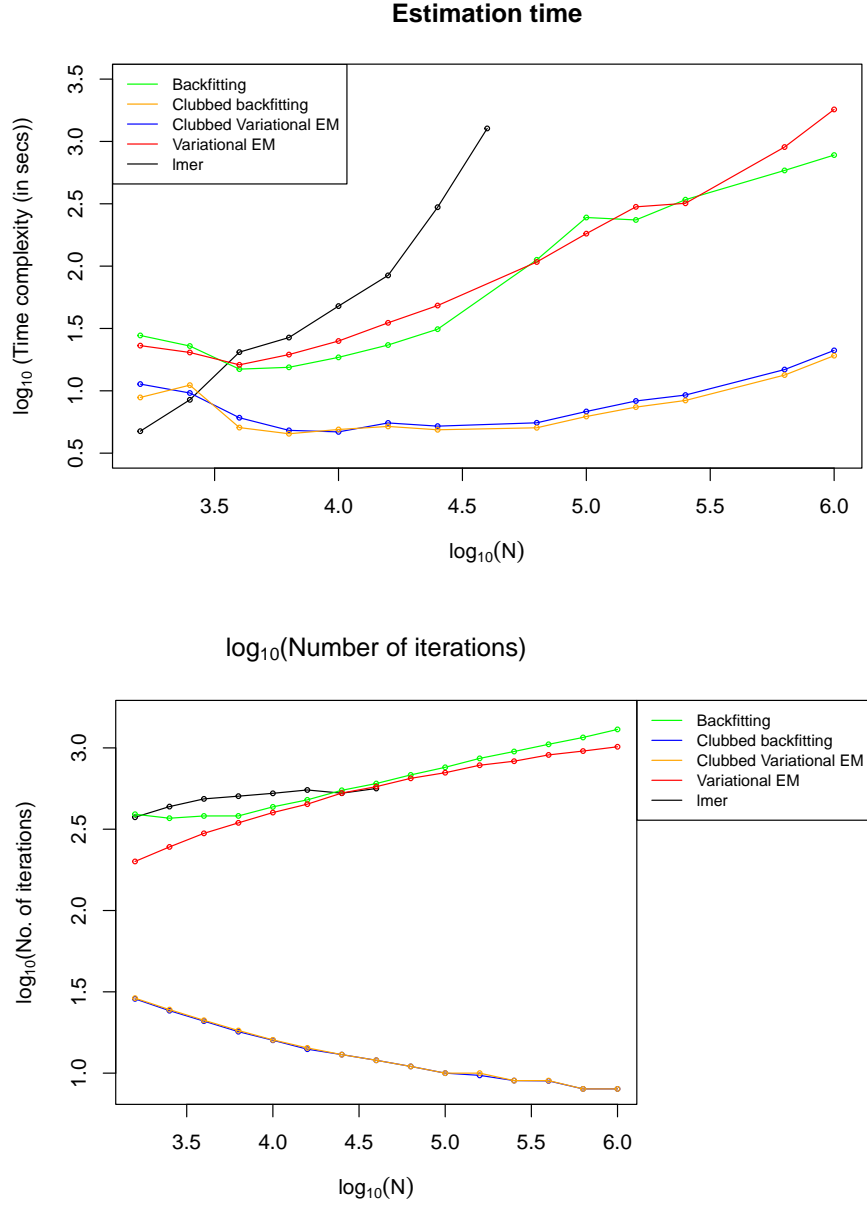 Estimation time
Backfitting
Clubbed backfitting
Clubbed Variational EM
Variational EM
lmer
log10 (Time complexity (in secs))
3.5
3.0
2.5
2.0
1.5
1.0
0.5
3.5 4.0 4.5 5.0 5.5 6.0
log10(N)
log10(Number of iterations)
Backfitting
Clubbed backfitting
Clubbed Variational EM
Variational EM
lmer
log10(No. of iterations)
3.0
2.5
2.0
1.5
1.0
3.5 4.0 4.5 5.0 5.5 6.0
log10(N)